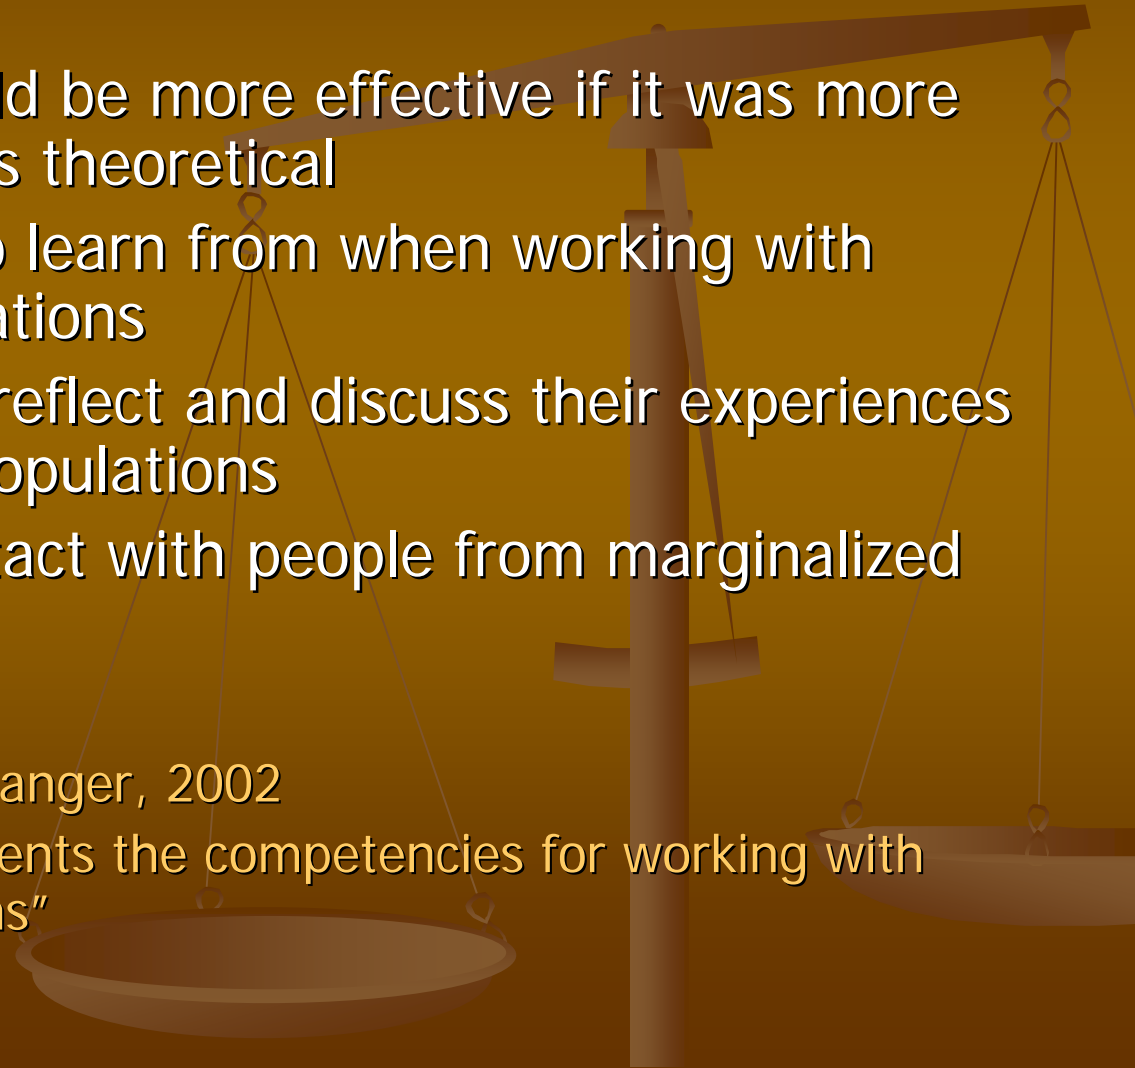 ld be more effective if it was more
s theoretical
o learn from when working with
ations
reflect and discuss their experiences
opulations
tact with people from marginalized
anger, 2002
ents the competencies for working with
ns”